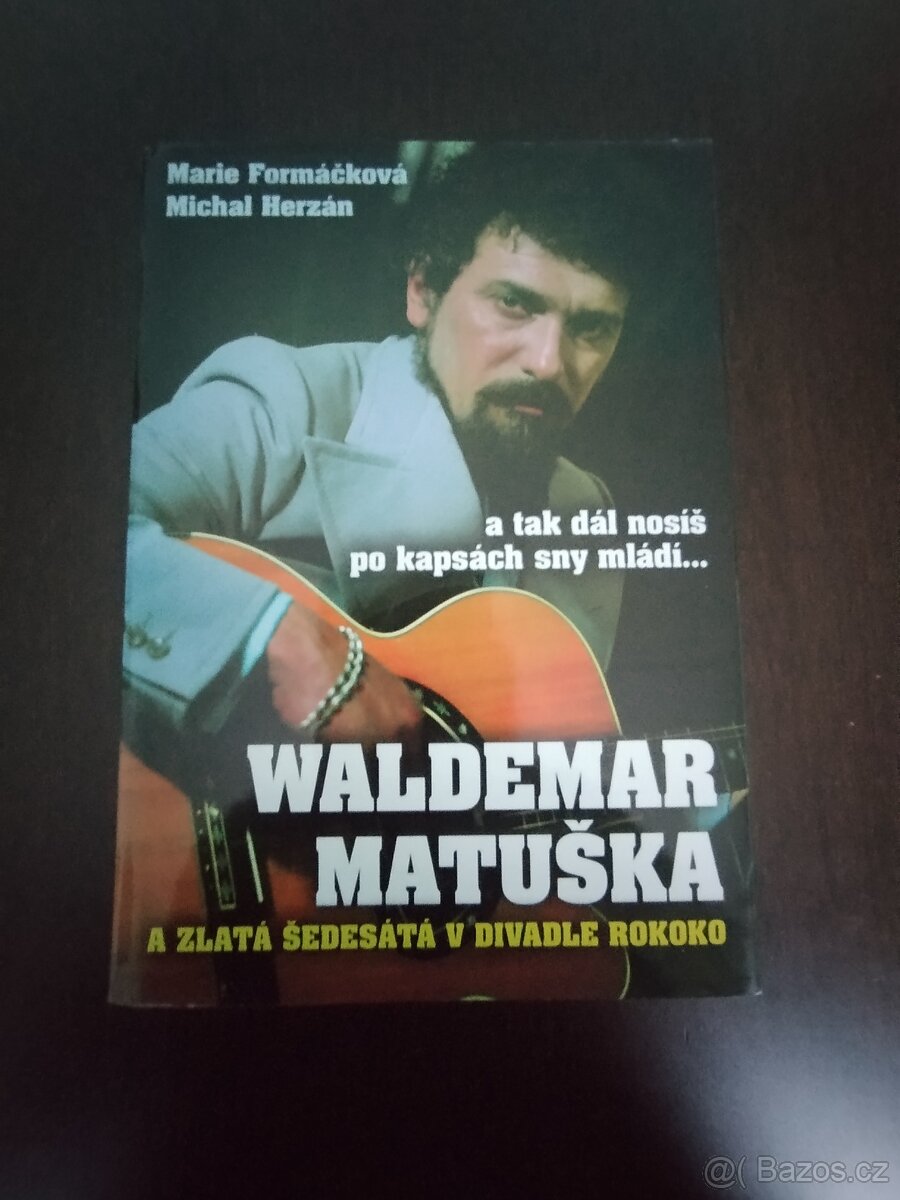 Marie Formáčková
Michal Herzán
a tak dál nosíš
po kapsách sny mládí...
WALDEMAR
MATUŠKA
A ZLATÁ ŠEDESÁTÁ V DIVADLE ROKOKO
@( Bazos.cz